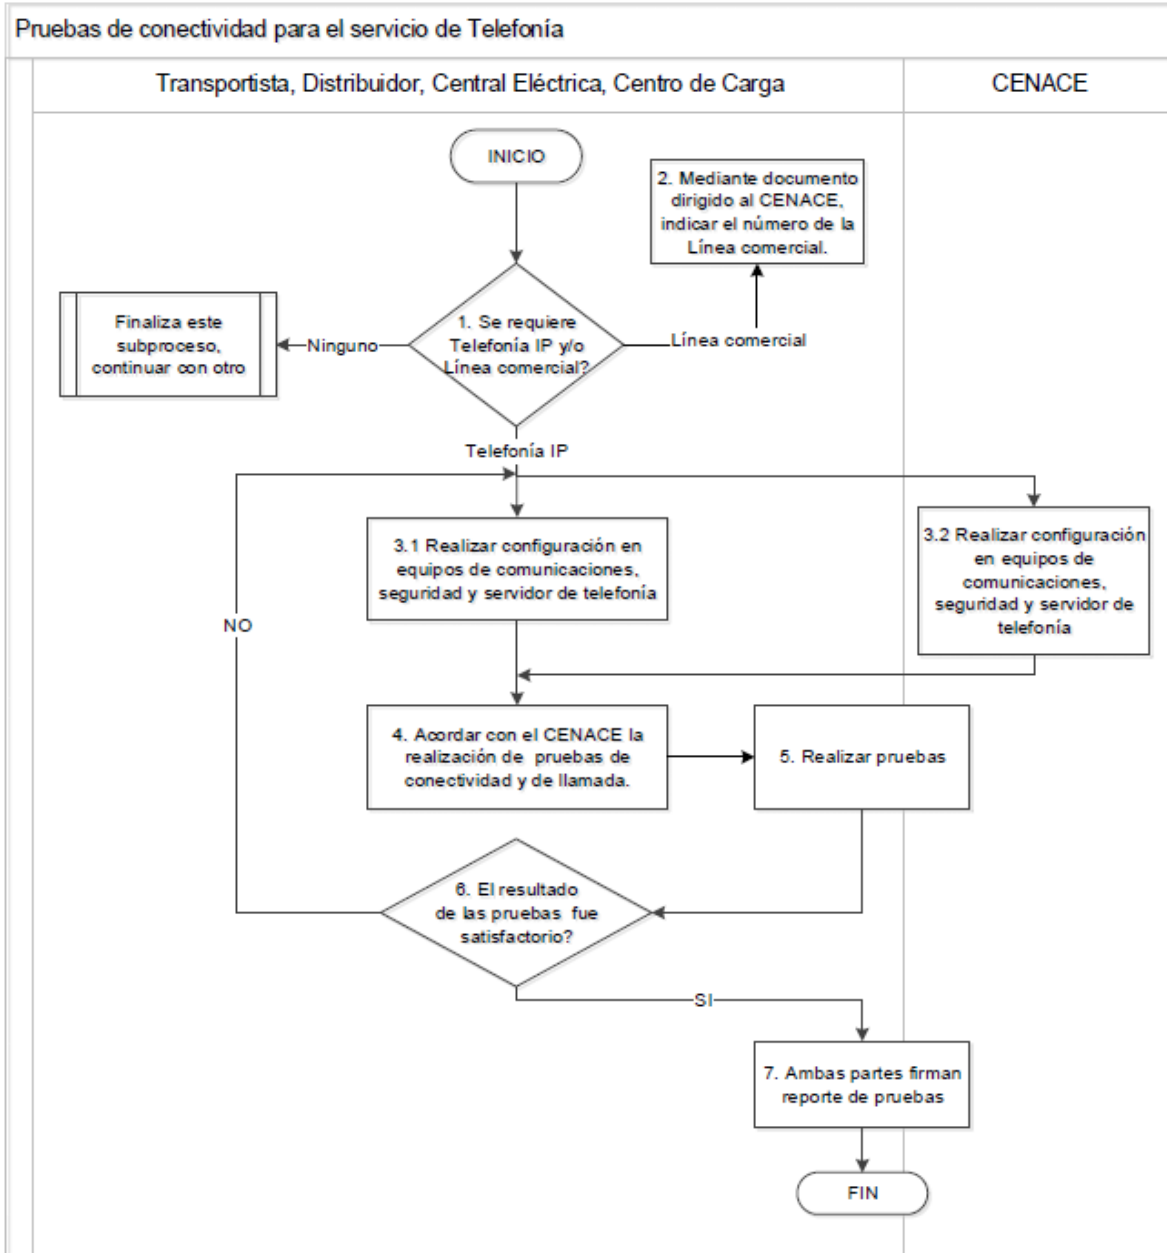 Pruebas de conectividad para el servicio de Telefonía
Transportista, Distribuidor, Central Eléctrica, Centro de Carga
CENACE
INICIO
2. Mediante documento
dirigido al CENACE,
indicar el número de la
Línea comercial.
1. Se requiere
Telefonía IP y/o
Línea comercial?
Ninguno
Finaliza este
subproceso,
continuar con otro
Línea comercial
Telefonía IP
3.1 Realizar configuración en
equipos de comunicaciones,
seguridad y servidor de telefonía
3.2 Realizar configuración
en equipos de
comunicaciones,
seguridad y servidor de
telefonía
NO
4. Acordar con el CENACE la
realización de pruebas de
conectividad y de llamada.
5. Realizar pruebas
6. El resultado
de las pruebas fue
satisfactorio?
SI
7. Ambas partes firman
reporte de pruebas
FIN